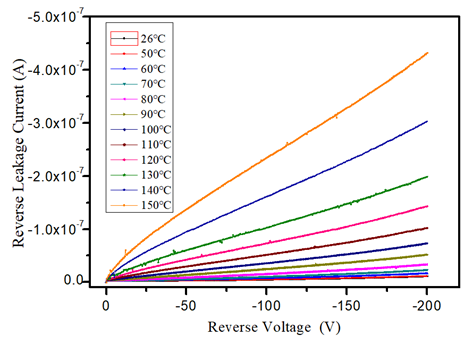 -5.0x10-7
-4.0x10-7
-3.0x10-7
-2.0x10-7
-1.0x10-7
0.0
Reverse Leakage Current (A)
26℃
50℃
60℃
70℃
80℃
90℃
100℃
110℃
120℃
130℃
140℃
150℃
0 -50 -100 -150 -200
Reverse Voltage (V)